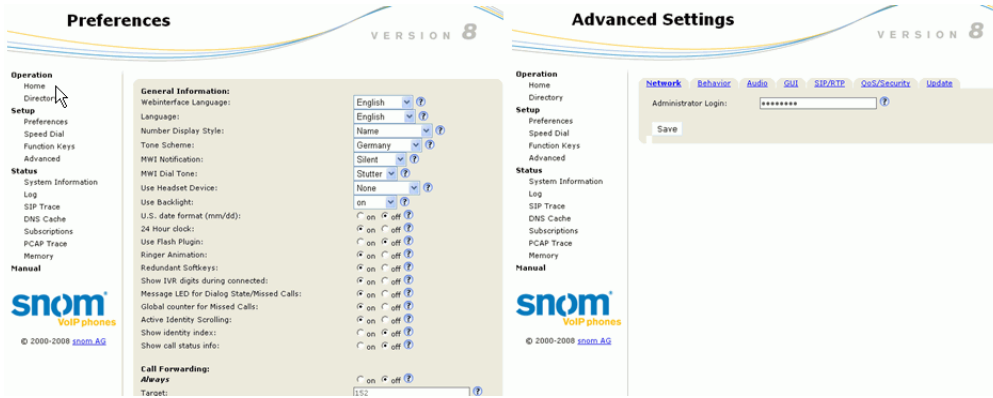 Preferences
VERSION 8
Operation
Home
Directory
Setup
Preferences
Speed Dial
Function Keys
Advanced
Status
System Information
Log
SIP Trace
DNS Cache
Subscriptions
PCAP Trace
Memory
Manual
snom
VoIP phones
© 2000-2008 snom AG
General Information:
Webinterface Language: English
Language: English
Number Display Style: Name
Tone Scheme: Germany
MWI Notification: Silent
MWI Dial Tone: Stutter
Use Headset Device: None
Use Backlight: on
U.S. date format (mm/dd): on off
24 Hour clock: on off
Use Flash Plugin: on off
Ringer Animation: on off
Redundant Softkeys: on off
Show IVR digits during connected: on off
Message LED for Dialog State/Missed Calls: on off
Global counter for Missed Calls: on off
Active Identity Scrolling: on off
Show identity index: on off
Show call status info: on off
Call Forwarding:
Always on off
Target: 152
Advanced Settings
VERSION 8
Operation
Home
Directory
Setup
Preferences
Speed Dial
Function Keys
Advanced
Status
System Information
Log
SIP Trace
DNS Cache
Subscriptions
PCAP Trace
Memory
Manual
snom
VoIP phones
© 2000-2008 snom AG
Network Behavior Audio GUI SIP/RTP QoS/Security Update
Administrator Login: ••••••••
Save